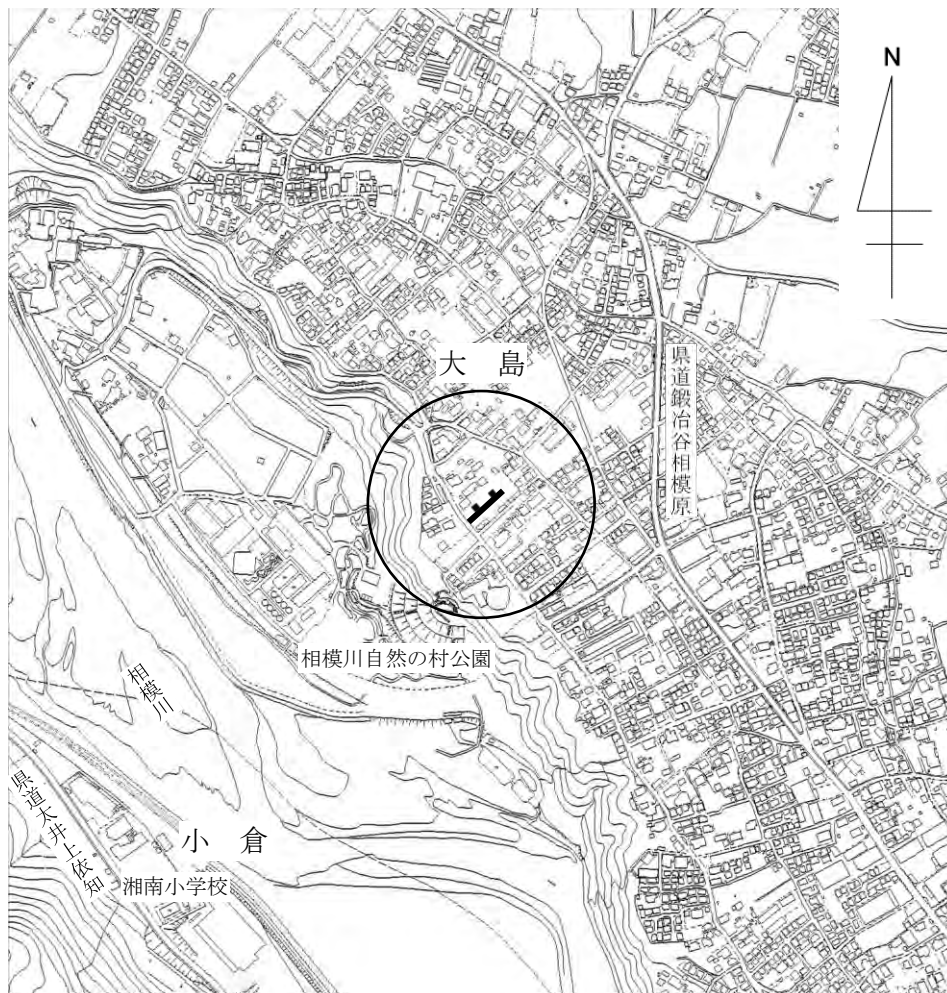 N
大島
県道鍛冶谷相模原
相模川自然の村公園
相模川
県道太井上依知
小倉
湘南小学校